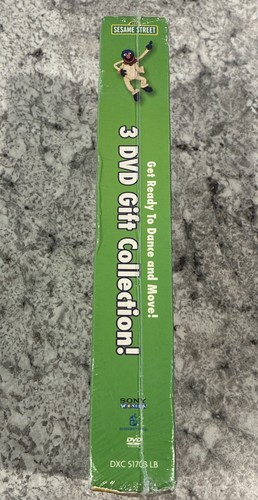 SESAME STREET
Get Ready To Dance and Move!
3 DVD Gift Collection!
SONY
DVD
DXC 51703 LB